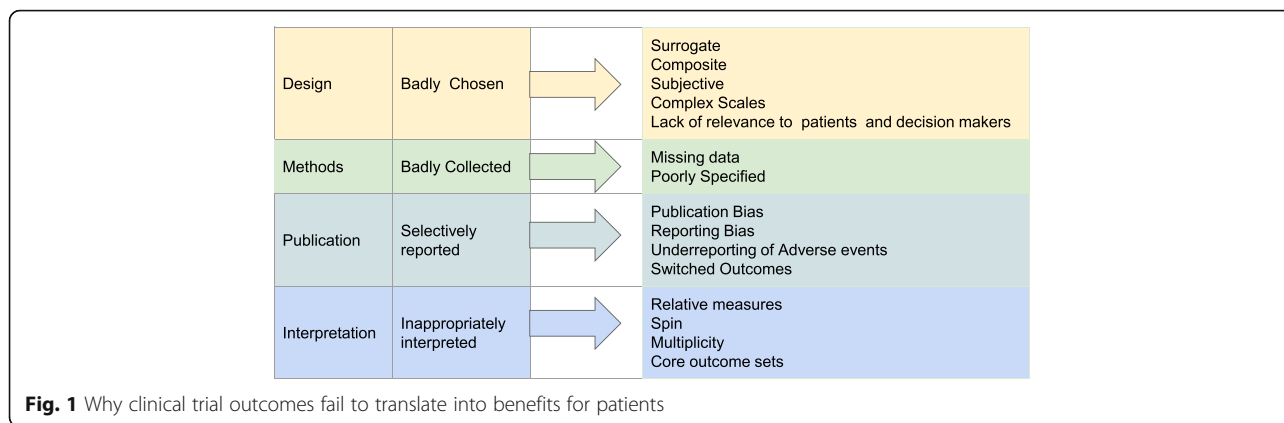 Design
Badly Chosen
Surrogate
Composite
Subjective
Complex Scales
Lack of relevance to patients and decision makers
Methods
Badly Collected
Missing data
Poorly Specified
Publication
Selectively
reported
Publication Bias
Reporting Bias
Underreporting of Adverse events
Switched Outcomes
Interpretation
Inappropriately
interpreted
Relative measures
Spin
Multiplicity
Core outcome sets
Fig. 1 Why clinical trial outcomes fail to translate into benefits for patients